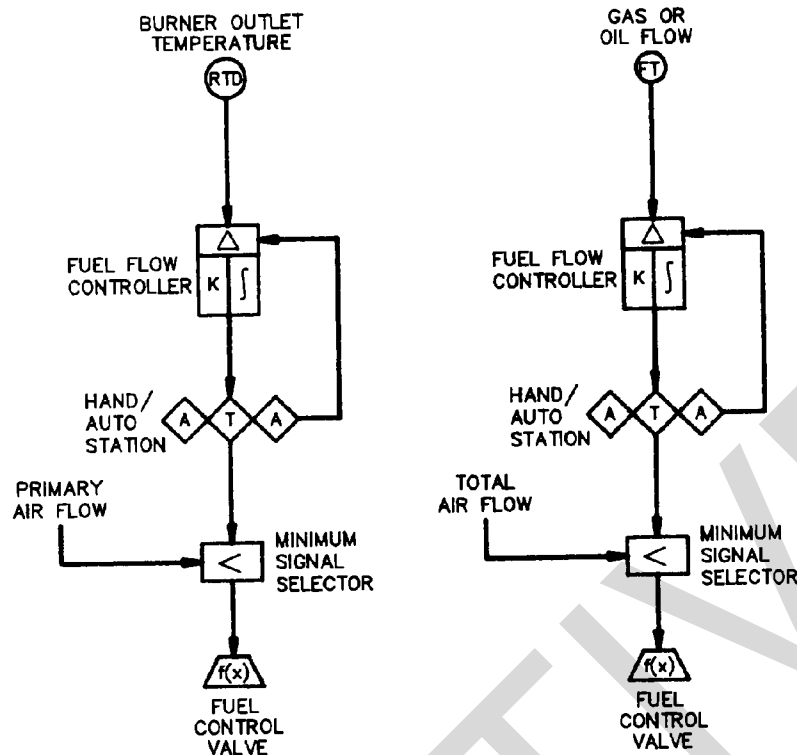 BURNER OUTLET
TEMPERATURE
RTD
FUEL FLOW
CONTROLLER
K ∫
HAND/
AUTO
STATION
A T A
PRIMARY
AIR FLOW
<
MINIMUM
SIGNAL
SELECTOR
f(x)
FUEL
CONTROL
VALVE
GAS OR
OIL FLOW
FT
FUEL FLOW
CONTROLLER
K ∫
HAND/
AUTO
STATION
A T A
TOTAL
AIR FLOW
<
MINIMUM
SIGNAL
SELECTOR
f(x)
FUEL
CONTROL
VALVE